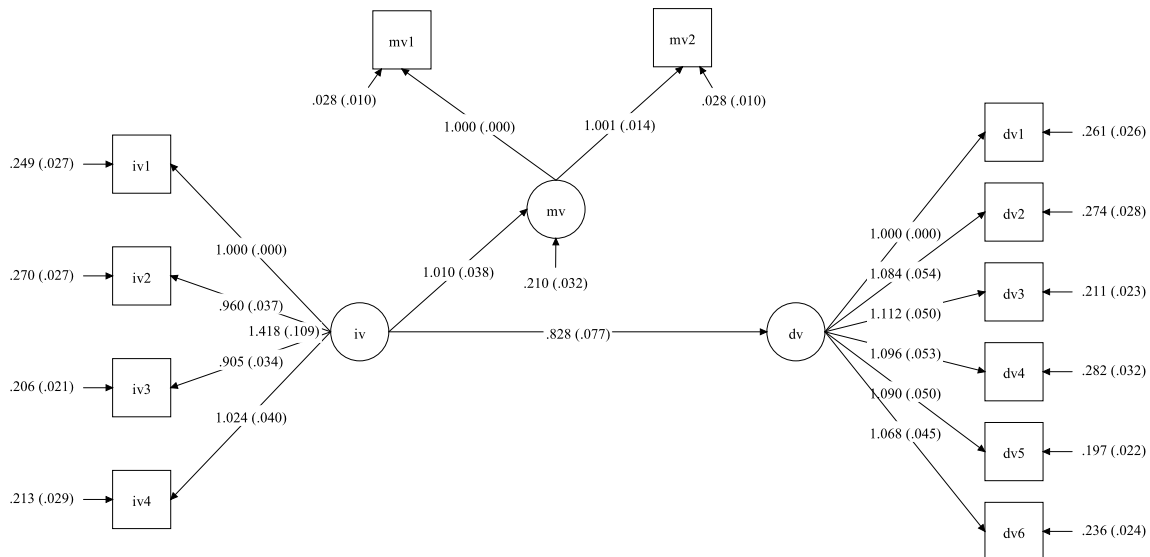 mv1
mv2
.028 (.010)
.028 (.010)
1.000 (.000)
1.001 (.014)
dv1
.261 (.026)
.249 (.027)
iv1
mv
dv2
.274 (.028)
1.000 (.000)
1.000 (.000)
1.010 (.038)
.210 (.032)
1.084 (.054)
.270 (.027)
iv2
dv3
.211 (.023)
.960 (.037)
1.112 (.050)
1.418 (.109)
iv
.828 (.077)
dv
.905 (.034)
1.096 (.053)
dv4
.282 (.032)
.206 (.021)
iv3
1.090 (.050)
1.024 (.040)
1.068 (.045)
dv5
.197 (.022)
.213 (.029)
iv4
dv6
.236 (.024)